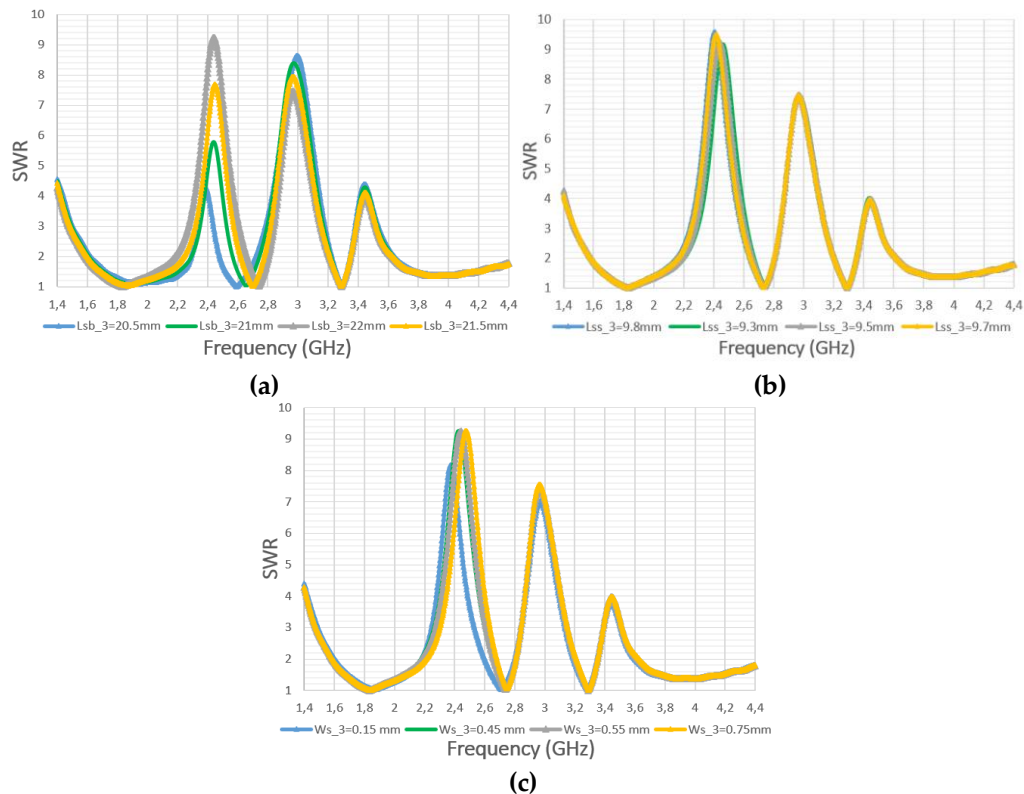 10
9
8
7
6
5
4
3
2
1
SWR
1,4 1,6 1,8 2 2,2 2,4 2,6 2,8 3 3,2 3,4 3,6 3,8 4 4,2 4,4
Lsb_3=20.5mm Lsb_3=21mm Lsb_3=22mm Lsb_3=21.5mm
Frequency (GHz)
(a)
10
9
8
7
6
5
4
3
2
1
SWR
1,4 1,6 1,8 2 2,2 2,4 2,6 2,8 3 3,2 3,4 3,6 3,8 4 4,2 4,4
Lss_3=9.8mm Lss_3=9.3mm Lss_3=9.5mm Lss_3=9.7mm
Frequency (GHz)
(b)
10
9
8
7
6
5
4
3
2
1
SWR
1,4 1,6 1,8 2 2,2 2,4 2,6 2,8 3 3,2 3,4 3,6 3,8 4 4,2 4,4
Ws_3=0.15 mm Ws_3=0.45 mm Ws_3=0.55 mm Ws_3=0.75mm
Frequency (GHz)
(c)